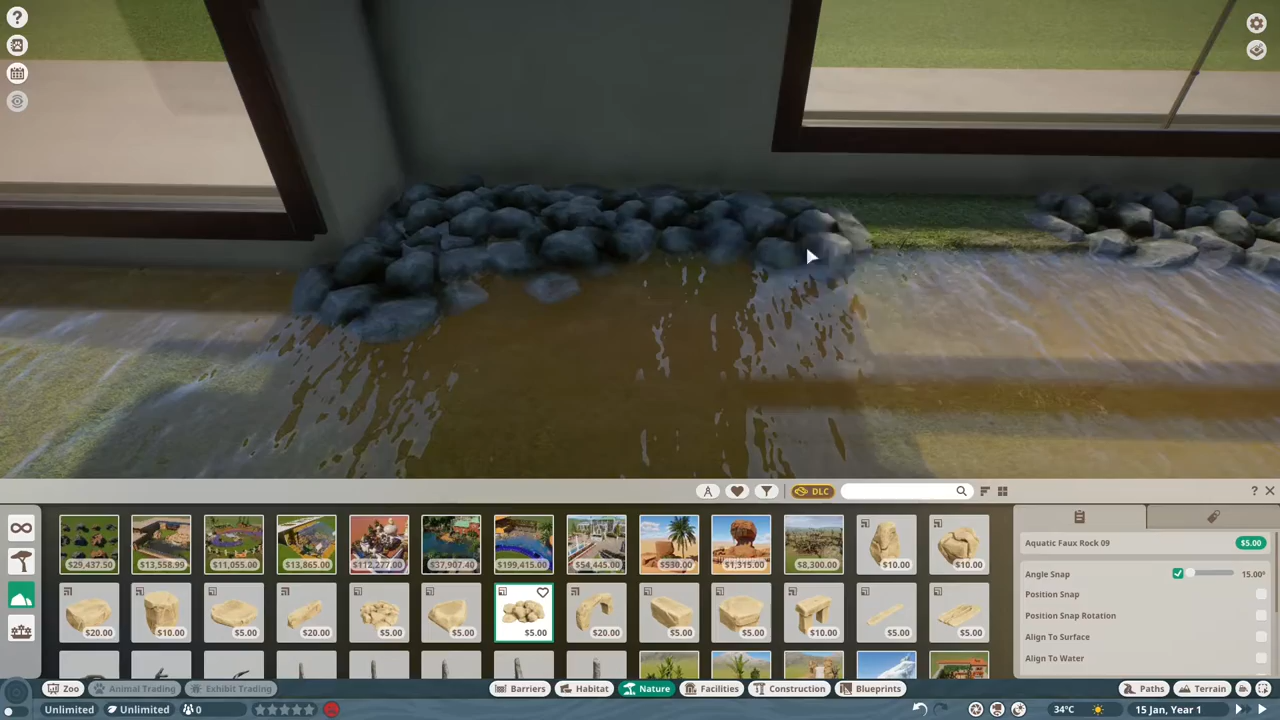 DLC
$29,437.50
$13,558.99
$11,055.00
$13,865.00
$112,277.00
$37,907.40
$199,415.00
$54,445.00
$530.00
$1,315.00
$8,300.00
$10.00
$10.00
$20.00
$10.00
$5.00
$20.00
$5.00
$5.00
$5.00
$20.00
$5.00
$5.00
$10.00
$5.00
$5.00
?
?
Aquatic Faux Rock 09
$5.00
Angle Snap
15.00°
Position Snap
Position Snap Rotation
Align To Surface
Align To Water
Zoo
Animal Trading
Exhibit Trading
Barriers
Habitat
Nature
Facilities
Construction
Blueprints
Paths
Terrain
Unlimited
Unlimited
0
34°C
15 Jan, Year 1